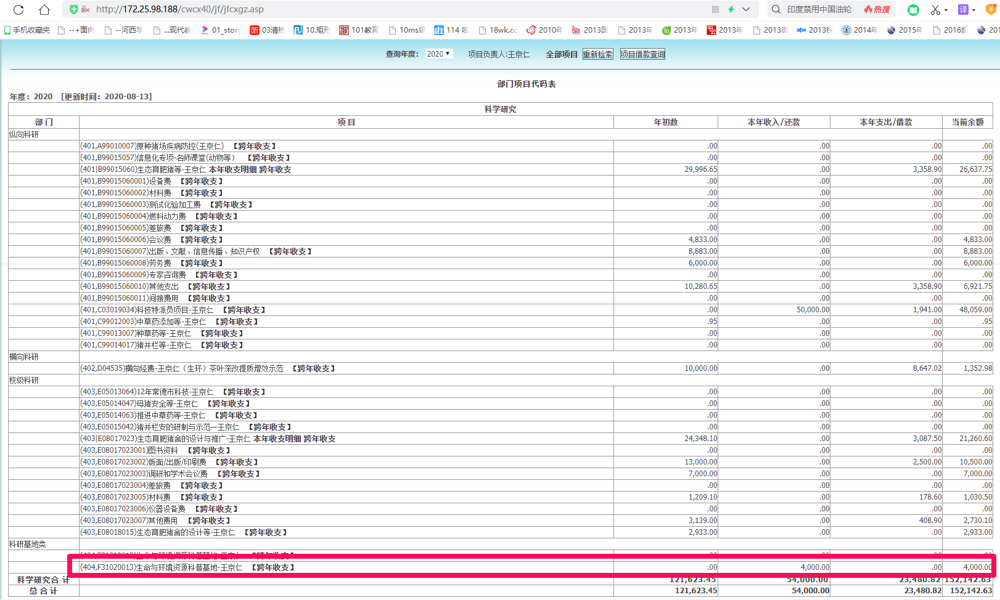 http://172.25.98.188/cwcx40/jf/jfcxgz.asp 印度禁用中国油轮 热搜 译
手机收藏夹 --+面向 --河西学 ...现代教 01_story 03清热 10.矩形 101教育 10ms级 114 啦 18wk.co 2010年 2013国 2013年 2013年 2013年 2013微 2013秋 2014年 2015年 2016凯 201
查询年度： 2020 项目负责人:王京仁 全部项目 重新检索 项目借款查询
部门项目代码表
年度：2020 [更新时间：2020-08-13]
科学研究
部 门 项 目 年初数 本年收入/还款 本年支出/借款 当前余额
纵向科研
(401,A99010007)原种猪场疾病防控(王京仁) 【跨年收支】 .00 .00 .00 .00
(401,B99015057)信息化专项-名师课堂(动物等） 【跨年收支】 .00 .00 .00 .00
(401|B99015060)生态育肥猪等-王京仁 本年收支明细 跨年收支 29,996.65 .00 3,358.90 26,637.75
(401,B99015060001)设备费 【跨年收支】 .00 .00 .00 .00
(401,B99015060002)材料费 【跨年收支】 .00 .00 .00 .00
(401,B99015060003)测试化验加工费 【跨年收支】 .00 .00 .00 .00
(401,B99015060004)燃料动力费 【跨年收支】 .00 .00 .00 .00
(401,B99015060005)差旅费 【跨年收支】 .00 .00 .00 .00
(401,B99015060006)会议费 【跨年收支】 4,833.00 .00 .00 4,833.00
(401,B99015060007)出版、文献、信息传播、知识产权 【跨年收支】 8,883.00 .00 .00 8,883.00
(401,B99015060008)劳务费 【跨年收支】 6,000.00 .00 .00 6,000.00
(401,B99015060009)专家咨询费 【跨年收支】 .00 .00 .00 .00
(401,B99015060010)其他支出 【跨年收支】 10,280.65 .00 3,358.90 6,921.75
(401,B99015060011)间接费用 【跨年收支】 .00 .00 .00 .00
(401,C03019034)科技特派员项目-王京仁 【跨年收支】 .00 50,000.00 1,941.00 48,059.00
(401,C99012003)中草药添加等-王京仁 【跨年收支】 .95 .00 .00 .95
(401,C99013007)种草药等-王京仁 【跨年收支】 .00 .00 .00 .00
(401,C99014017)猪并栏等-王京仁 【跨年收支】 .00 .00 .00 .00
横向科研
(402,D04535)横向经费-王京仁（生环）茶叶深改提质增效示范 【跨年收支】 10,000.00 .00 8,647.02 1,352.98
校级科研
(403,E05013064)12年常德市科技-王京仁 【跨年收支】 .00 .00 .00 .00
(403,E05014047)母猪安全等-王京仁 【跨年收支】 .00 .00 .00 .00
(403,E05014063)推进中草药等-王京仁 【跨年收支】 .00 .00 .00 .00
(403,E05015042)猪并栏安的研制与示范—王京仁 【跨年收支】 .00 .00 .00 .00
(403|E08017023)生态育肥猪舍的设计与推广-王京仁 本年收支明细 跨年收支 24,348.10 .00 3,087.50 21,260.60
(403,E08017023001)图书资料 【跨年收支】 .00 .00 .00 .00
(403,E08017023002)版面/出版/印刷费 【跨年收支】 13,000.00 .00 2,500.00 10,500.00
(403,E08017023003)调研和学术会议费 【跨年收支】 7,000.00 .00 .00 7,000.00
(403,E08017023004)差旅费 【跨年收支】 .00 .00 .00 .00
(403,E08017023005)材料费 【跨年收支】 1,209.10 .00 178.60 1,030.50
(403,E08017023006)仪器设备费 【跨年收支】 .00 .00 .00 .00
(403,E08017023007)其他费用 【跨年收支】 3,139.00 .00 408.90 2,730.10
(403,E08018015)生态育肥猪舍的设计等-王京仁 【跨年收支】 2,933.00 .00 .00 2,933.00
科研基地类
(404,F31020013)生命与环境资源科普基地-王京仁 【跨年收支】 .00 4,000.00 .00 4,000.00
科学研究合 计 121,623.45 54,000.00 23,480.82 152,142.63
总 合 计 121,623.45 54,000.00 23,480.82 152,142.63